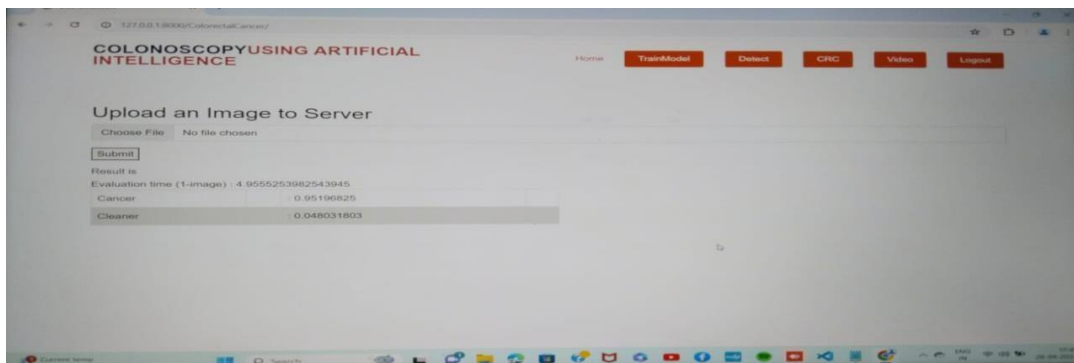 127.0.0.1:8000/ColorectalCancer/
COLONOSCOPYUSING ARTIFICIAL
INTELLIGENCE
Home TrainModel Detect CRC Video Logout
Upload an Image to Server
Choose File No file chosen
Submit
Result is
Evaluation time (1-image) : 4.9555253982543945
Cancer : 0.95196825
Cleaner : 0.048031803
Search
ENG
IN